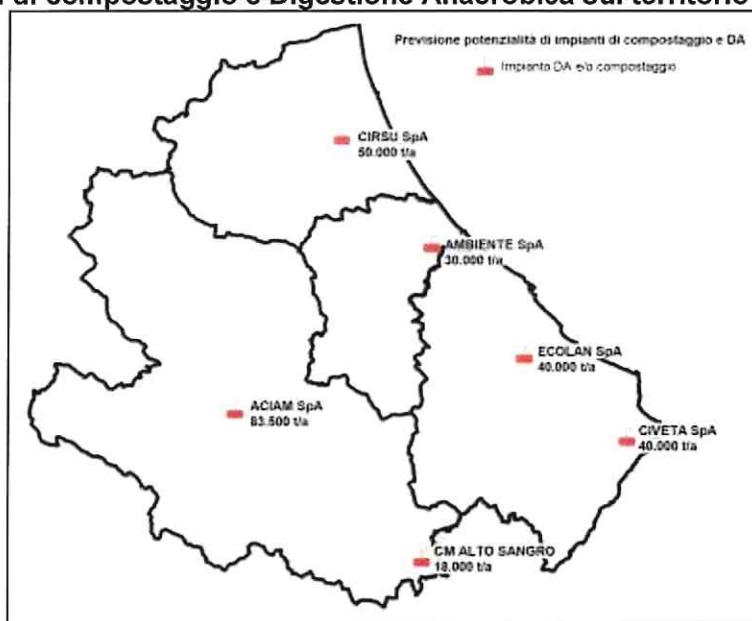 di compostaggio e Digestione Anaerobica sul territorio
Previsione potenzialità di impianti di compostaggio e DA
Impianto DA e/o compostaggio
CIRSU SpA
50.000 t/a
AMBIENTE SpA
30.000 t/a
ECOLAN SpA
40.000 t/a
ACIAM SpA
83.500 t/a
CIVETA SpA
40.000 t/a
CM ALTO SANGRO
18.000 t/a